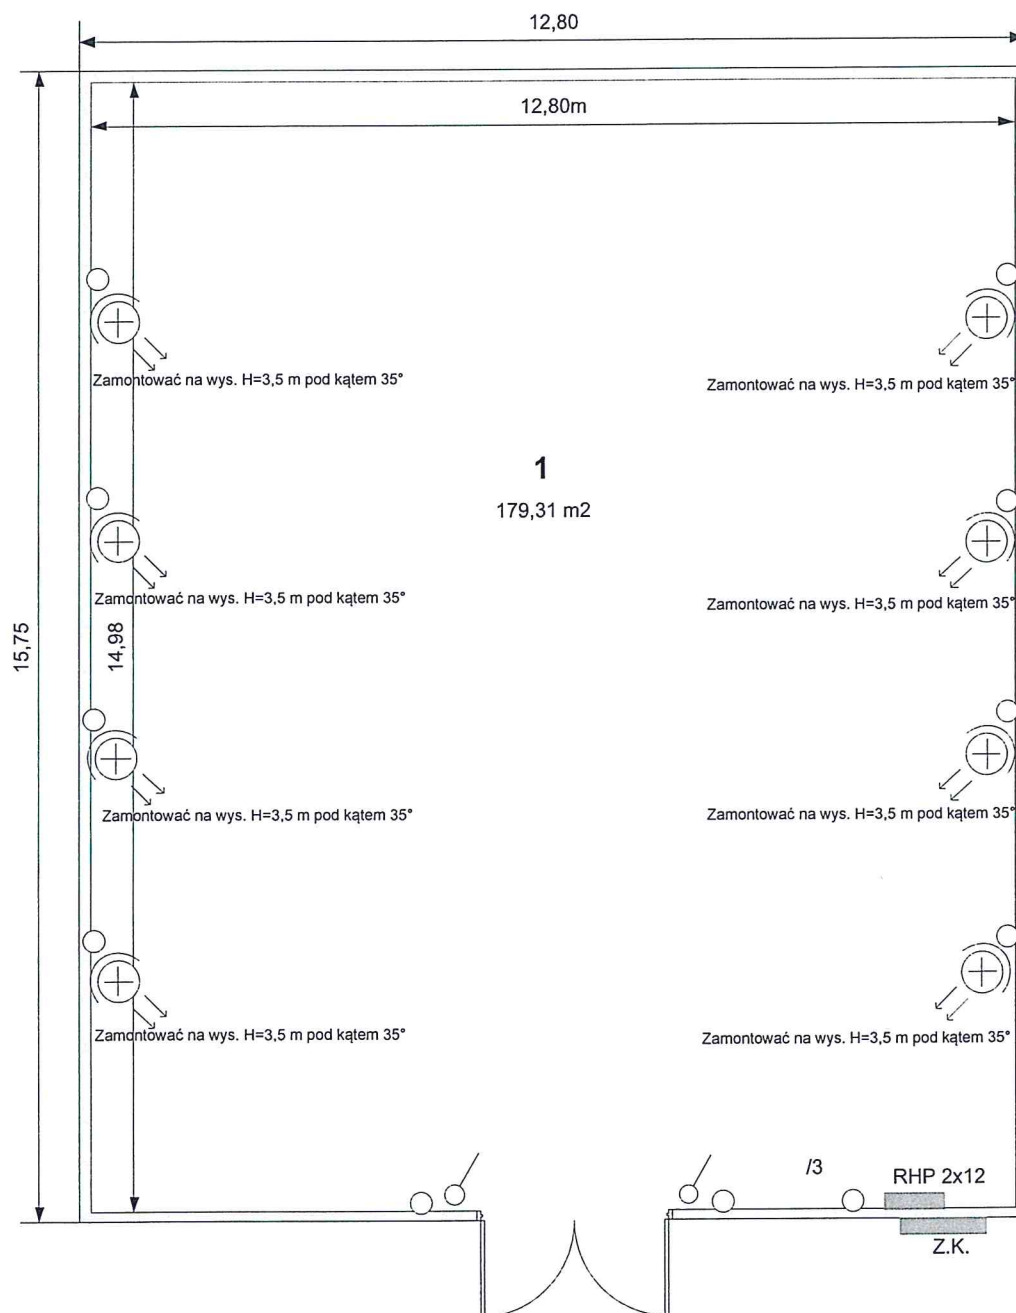 12,80
12,80m
Zamontować na wys. H=3,5 m pod kątem 35°
Zamontować na wys. H=3,5 m pod kątem 35°
1
179,31 m2
Zamontować na wys. H=3,5 m pod kątem 35°
Zamontować na wys. H=3,5 m pod kątem 35°
15,75
14,98
Zamontować na wys. H=3,5 m pod kątem 35°
Zamontować na wys. H=3,5 m pod kątem 35°
Zamontować na wys. H=3,5 m pod kątem 35°
Zamontować na wys. H=3,5 m pod kątem 35°
/3
RHP 2x12
Z.K.